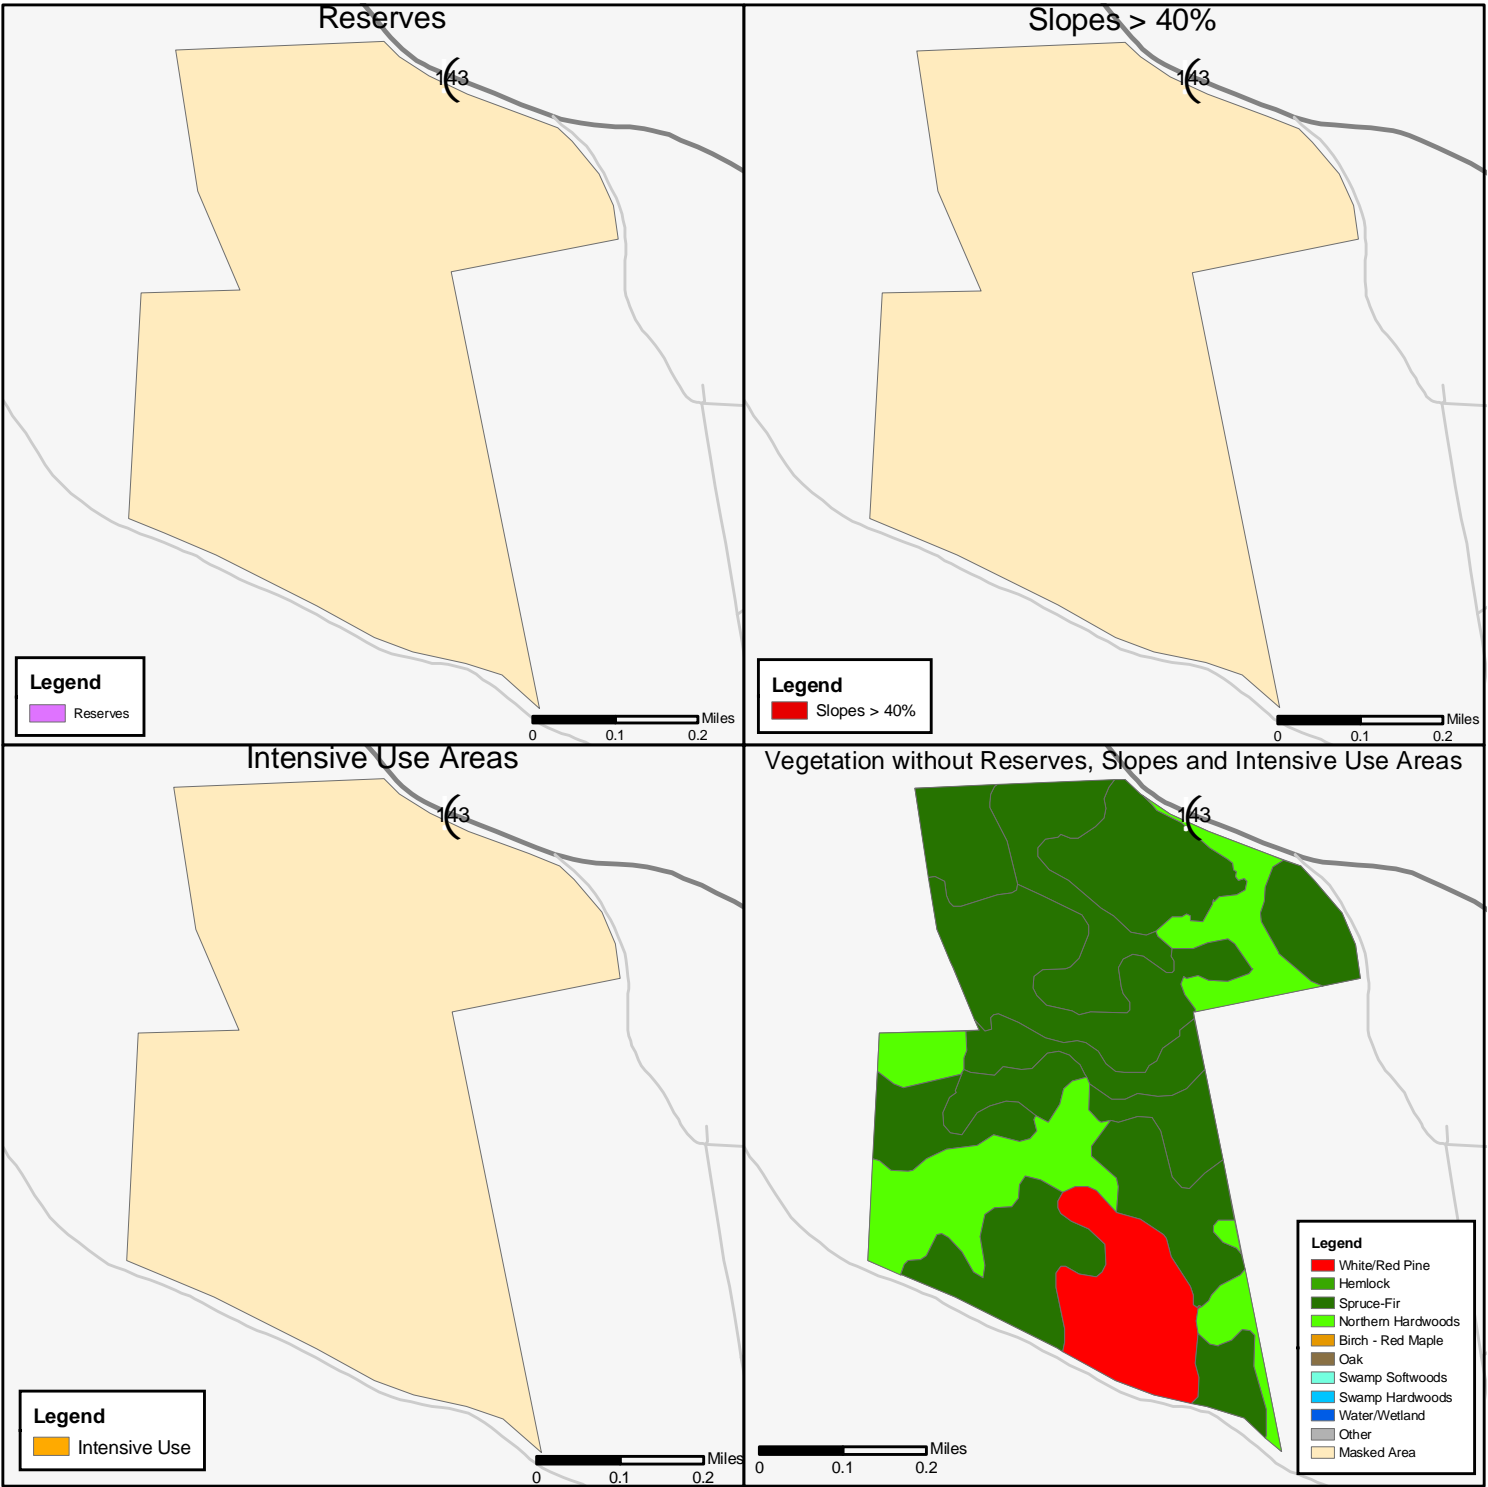 Reserves
143
Legend
Reserves
Miles
0 0.1 0.2
Slopes > 40%
143
Legend
Slopes > 40%
Miles
0 0.1 0.2
Intensive Use Areas
143
Legend
Intensive Use
Miles
0 0.1 0.2
Vegetation without Reserves, Slopes and Intensive Use Areas
143
Legend
White/Red Pine
Hemlock
Spruce-Fir
Northern Hardwoods
Birch - Red Maple
Oak
Swamp Softwoods
Swamp Hardwoods
Water/Wetland
Other
Masked Area
Miles
0 0.1 0.2